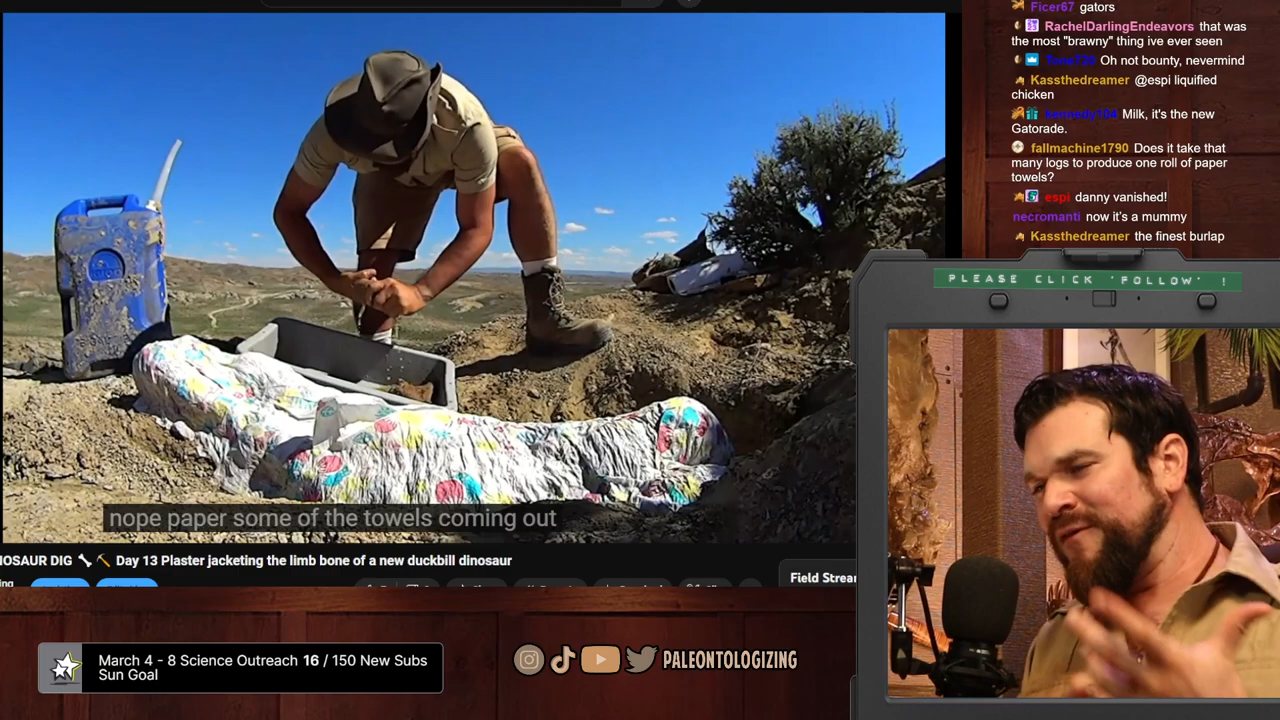 Ficer67 gators
RachelDarlingEndeavors that was
the most "brawny" thing ive ever seen
Oh not bounty, nevermind
Kassthedreamer @espi liquified
chicken
Milk, it's the new
Gatorade.
fallmachine1790 Does it take that
many logs to produce one roll of paper
towels?
espi danny vanished!
necromanti now it's a mummy
Kassthedreamer the finest burlap
PLEASE CLICK 'FOLLOW' !
nope paper some of the towels coming out
NOSAUR DIG Day 13 Plaster jacketing the limb bone of a new duckbill dinosaur
Field Strean
March 4 - 8 Science Outreach 16 / 150 New Subs
Sun Goal
PALEONTOLOGIZING